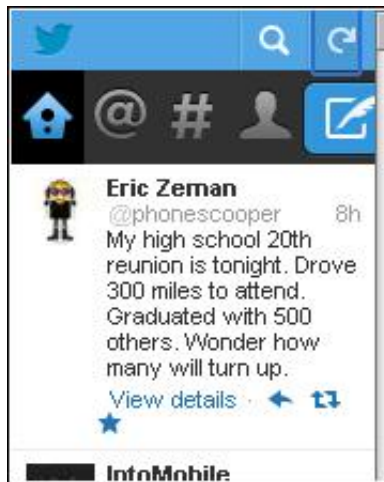 @ #
Eric Zeman
@phonescooper 8h
My high school 20th
reunion is tonight. Drove
300 miles to attend.
Graduated with 500
others. Wonder how
many will turn up.
View details ·
IntoMobile